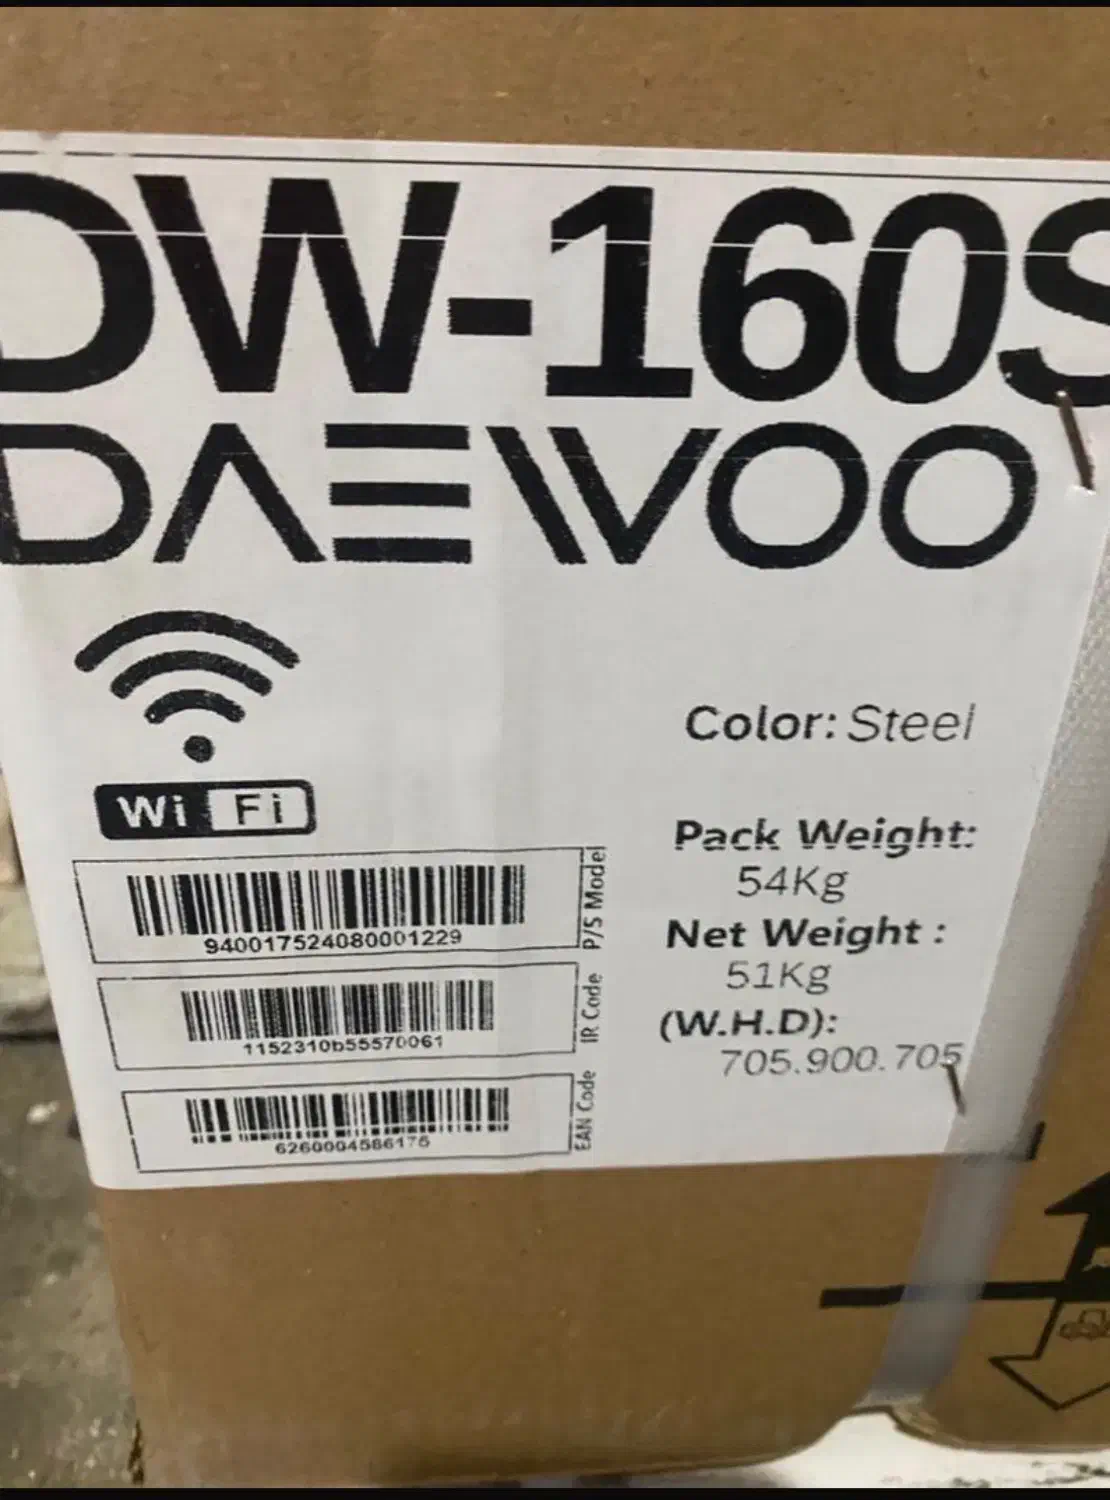 DW-160S
DAEWOO
Wi Fi
Color: Steel
Pack Weight:
54Kg
Net Weight :
51Kg
(W.H.D):
705.900.705
940017524080001229
P/S Model
1152310b55570061
IR Code
6260004586176
EAN Code